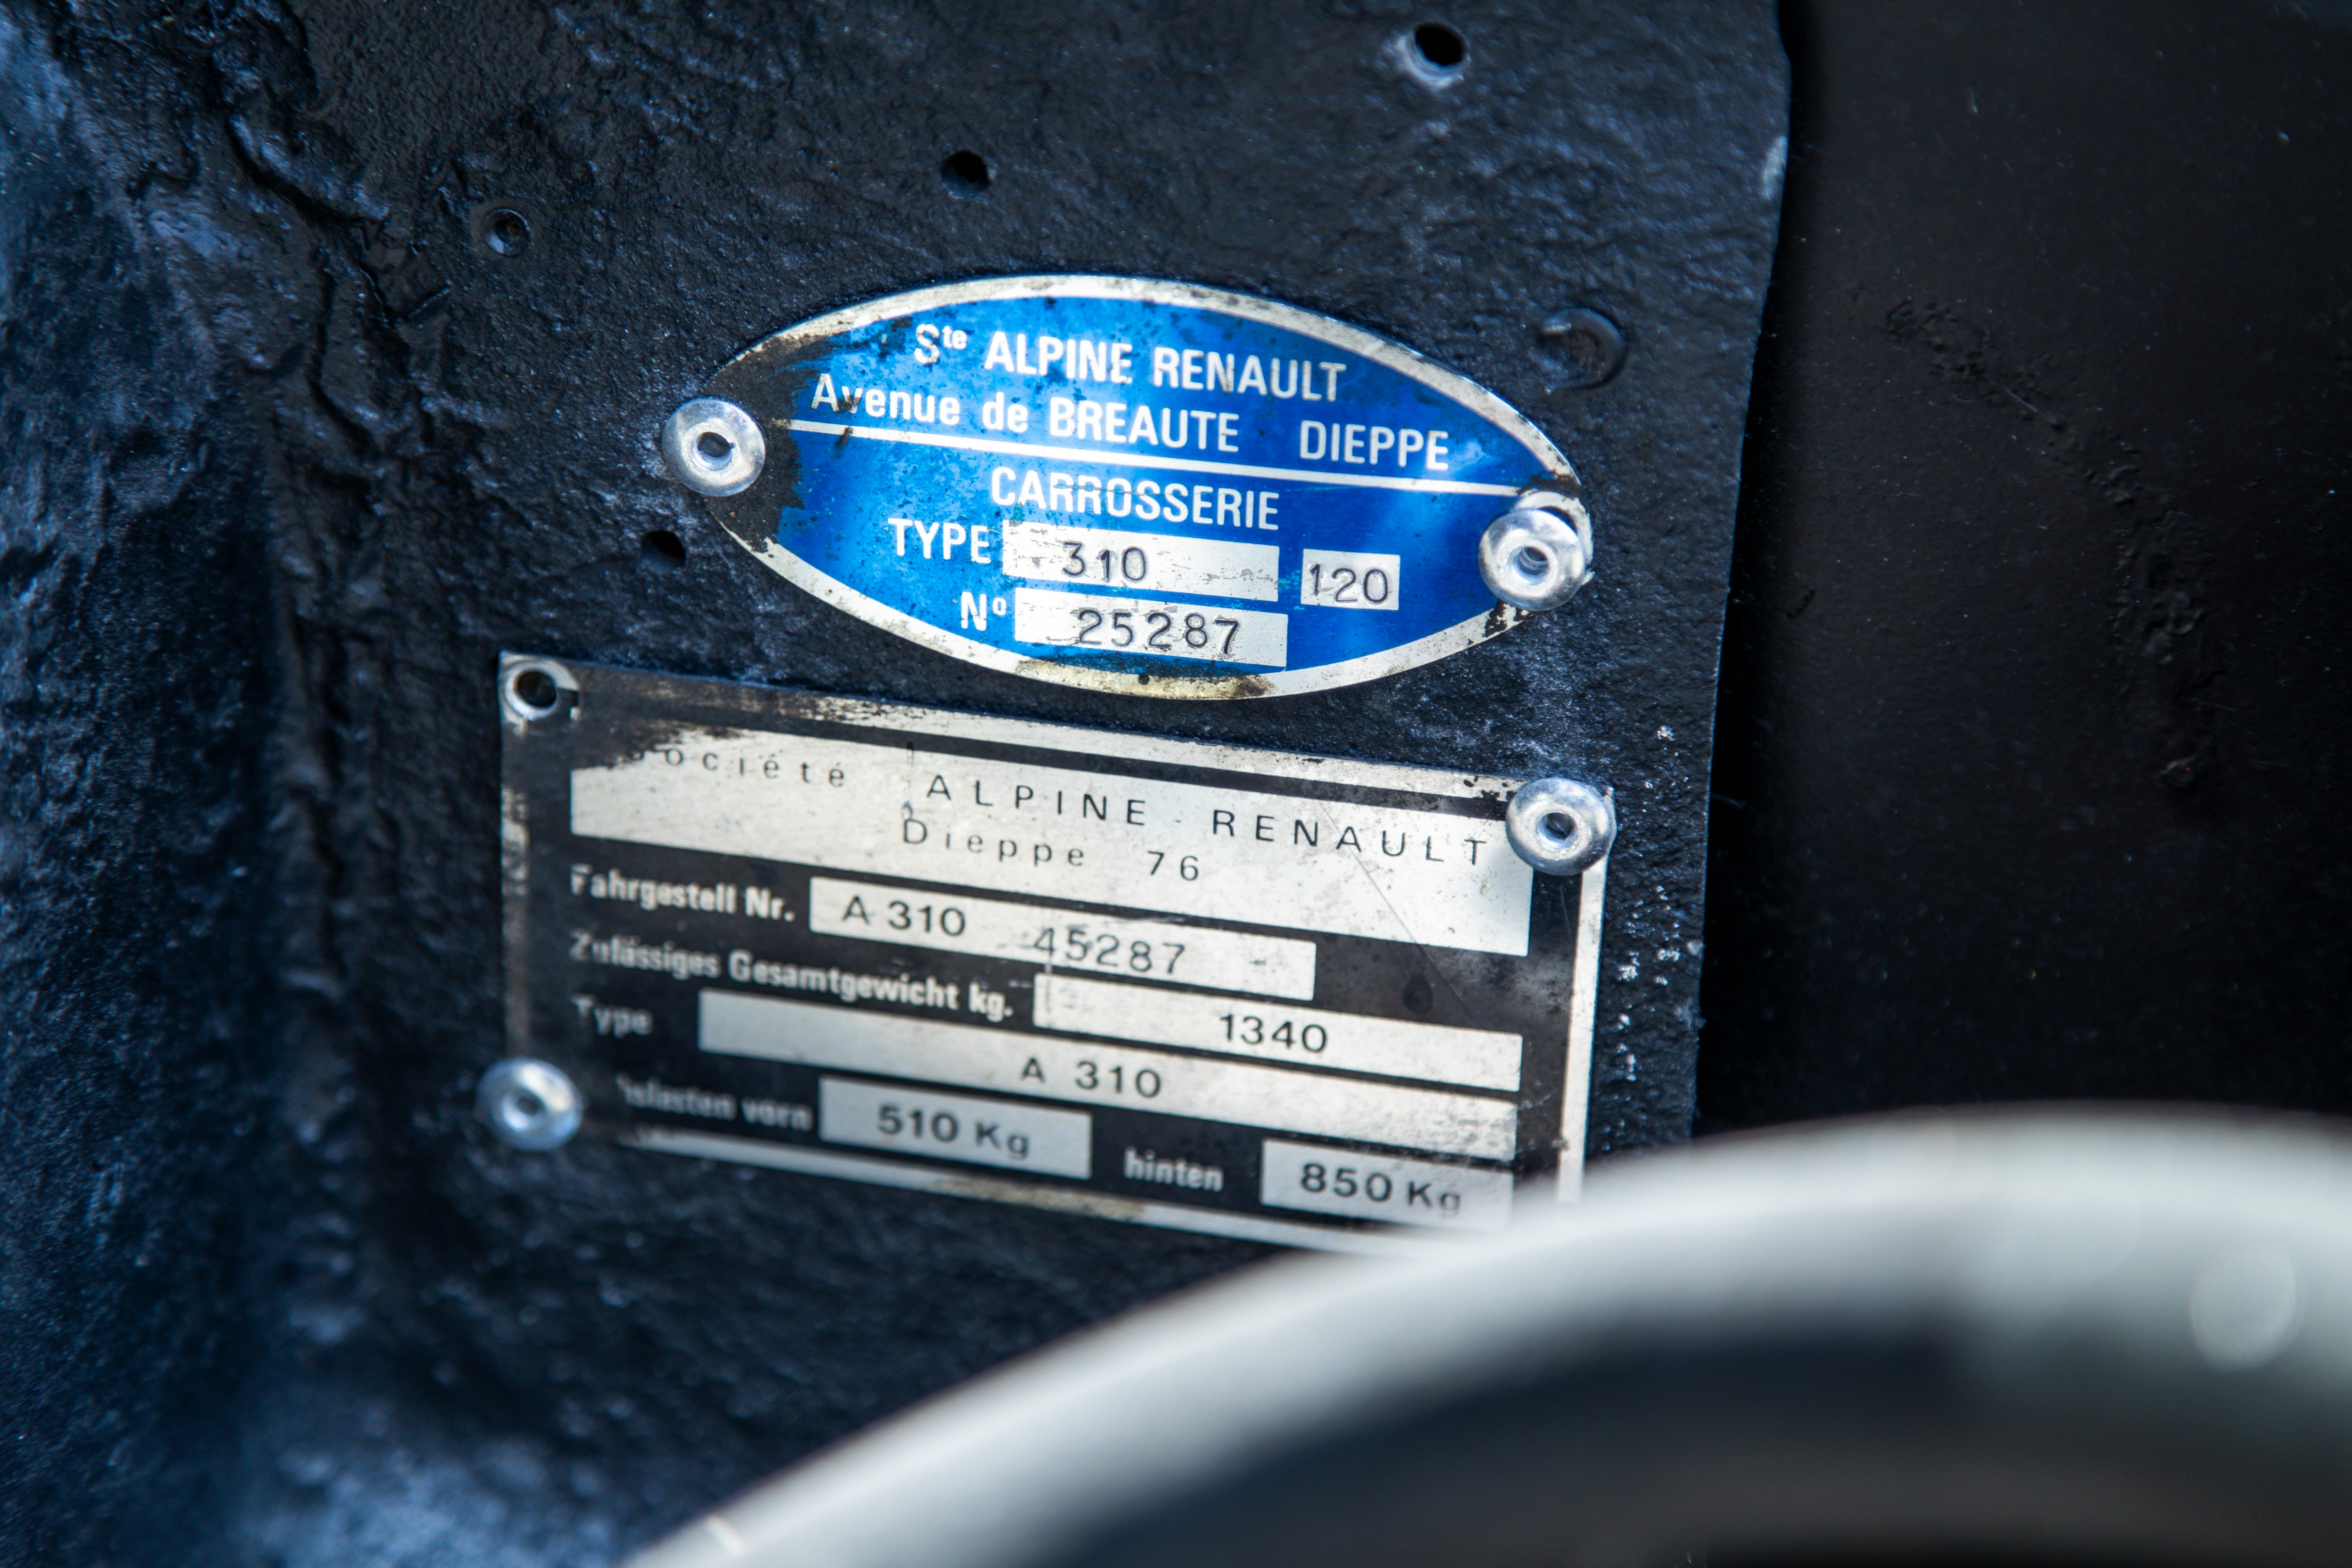 Ste ALPINE RENAULT
Avenue de BREAUTE DIEPPE
CARROSSERIE
TYPE 310 120
No 25287
Société ALPINE RENAULT
Dieppe 76
Fahrgestell Nr. A 310 45287
Zulässiges Gesamtgewicht kg. 1340
Type A 310
vorn 510 Kg hinten 850 Kg